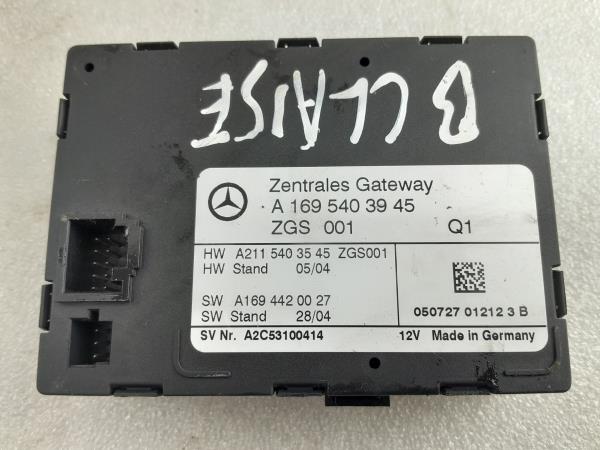 B
Zentrales Gateway
A 169 540 39 45
ZGS 001 Q1
HW A211 540 35 45 ZGS001
HW Stand 05/04
SW A169 442 00 27
SW Stand 28/04
050727 01212 3 B
SV Nr. A2C53100414 12V Made in Germany